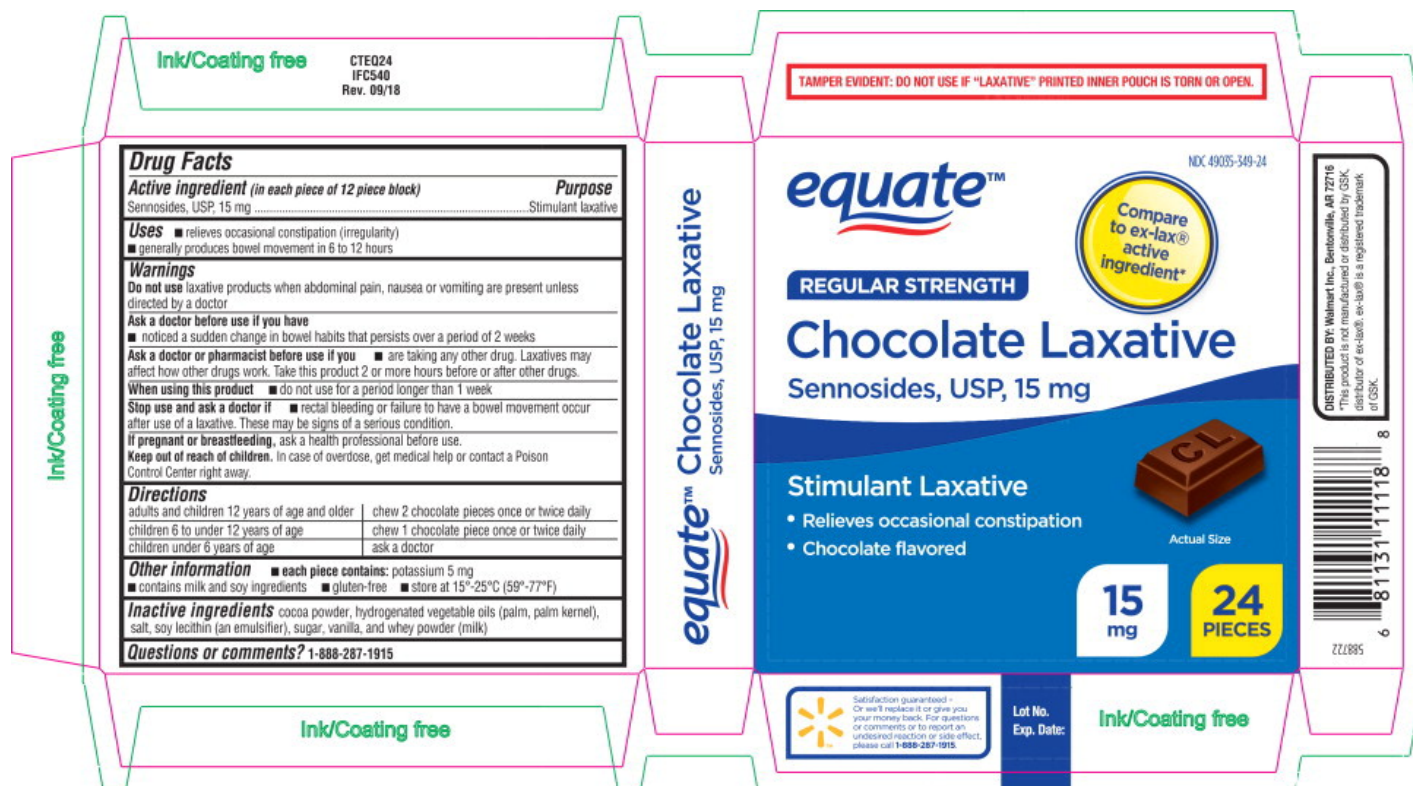 Ink/Coating free
CTEQ24
IFC540
Rev. 09/18
Ink/Coating free
Drug Facts
Active ingredient (in each piece of 12 piece block) Purpose
Sennosides, USP, 15 mg ..........Stimulant laxative
Uses ■ relieves occasional constipation (irregularity)
■ generally produces bowel movement in 6 to 12 hours
Warnings
Do not use laxative products when abdominal pain, nausea or vomiting are present unless
directed by a doctor
Ask a doctor before use if you have
■ noticed a sudden change in bowel habits that persists over a period of 2 weeks
Ask a doctor or pharmacist before use if you ■ are taking any other drug. Laxatives may
affect how other drugs work. Take this product 2 or more hours before or after other drugs.
When using this product ■ do not use for a period longer than 1 week
Stop use and ask a doctor if ■ rectal bleeding or failure to have a bowel movement occur
after use of a laxative. These may be signs of a serious condition.
If pregnant or breastfeeding, ask a health professional before use.
Keep out of reach of children. In case of overdose, get medical help or contact a Poison
Control Center right away.
Directions
adults and children 12 years of age and older chew 2 chocolate pieces once or twice daily
children 6 to under 12 years of age chew 1 chocolate piece once or twice daily
children under 6 years of age ask a doctor
Other information ■ each piece contains: potassium 5 mg
■ contains milk and soy ingredients ■ gluten-free ■ store at 15°-25°C (59°-77°F)
Inactive ingredients cocoa powder, hydrogenated vegetable oils (palm, palm kernel),
salt, soy lecithin (an emulsifier), sugar, vanilla, and whey powder (milk)
Questions or comments? 1-888-287-1915
Ink/Coating free
equate™ Chocolate Laxative
Sennosides, USP, 15 mg
TAMPER EVIDENT: DO NOT USE IF "LAXATIVE" PRINTED INNER POUCH IS TORN OR OPEN.
NDC 49035-349-24
equate™
Compare
to ex-lax®
active
ingredient*
REGULAR STRENGTH
Chocolate Laxative
Sennosides, USP, 15 mg
CL
Actual Size
Stimulant Laxative
• Relieves occasional constipation
• Chocolate flavored
15
mg
24
PIECES
Satisfaction guaranteed –
Or we'll replace it or give you
your money back. For questions
or comments or to report an
undesired reaction or side effect,
please call 1-888-287-1915.
Lot No.
Exp. Date:
Ink/Coating free
DISTRIBUTED BY: Walmart Inc., Bentonville, AR 72716
*This product is not manufactured or distributed by GSK,
distributor of ex-lax®. ex-lax® is a registered trademark
of GSK.
6 81131 11118 8
588722